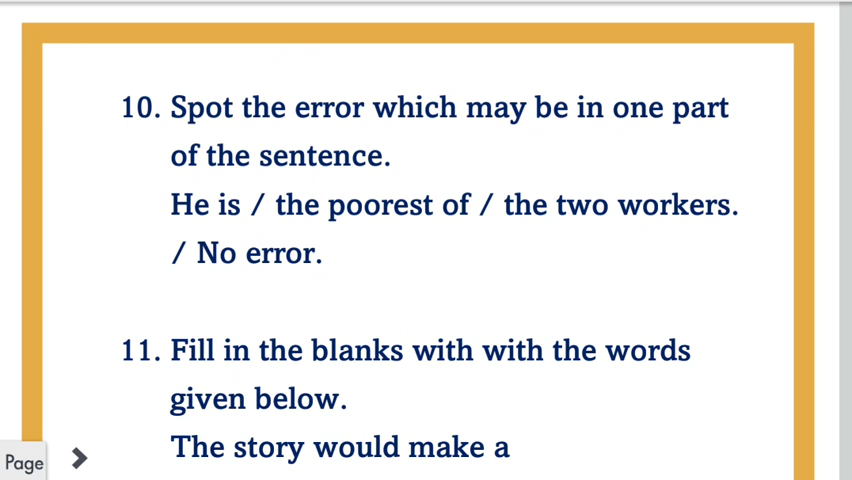 10. Spot the error which may be in one part
of the sentence.
He is / the poorest of / the two workers.
/ No error.
11. Fill in the blanks with with the words
given below.
The story would make a
Page